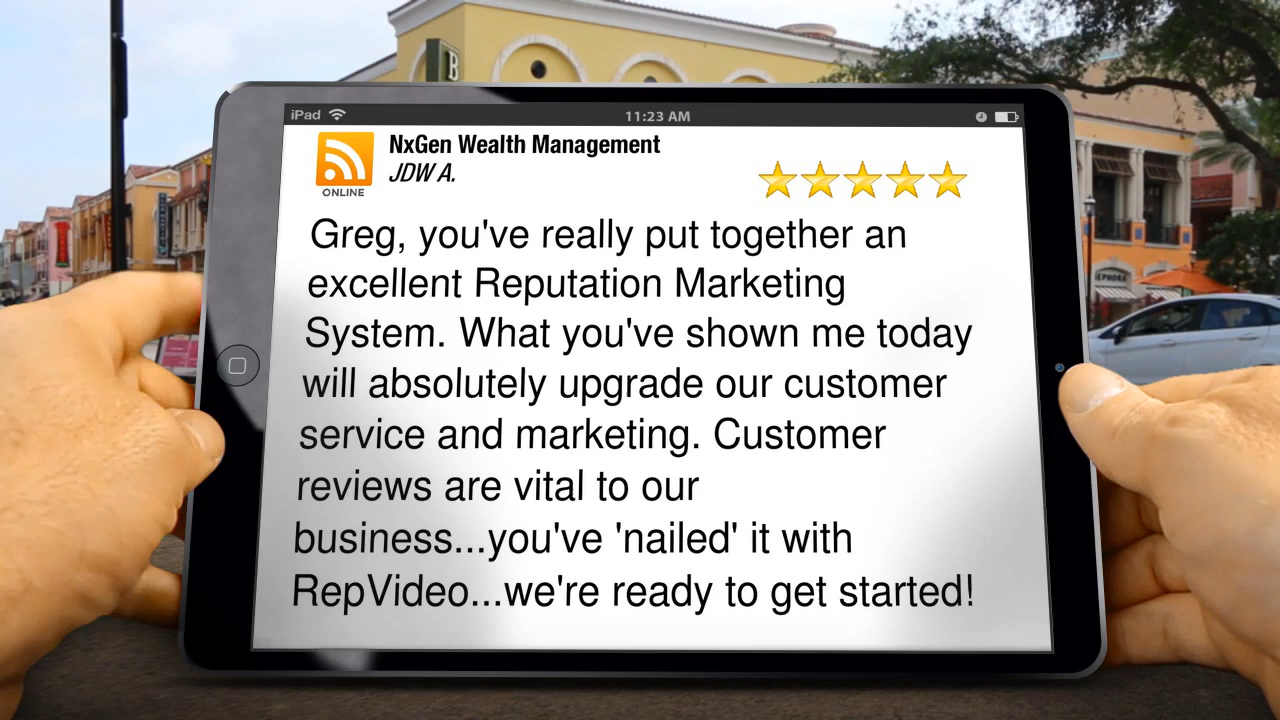 B
iPad 11:23 AM
NxGen Wealth Management
JDW A.
ONLINE
Greg, you've really put together an
excellent Reputation Marketing
System. What you've shown me today
will absolutely upgrade our customer
service and marketing. Customer
reviews are vital to our
business...you've 'nailed' it with
RepVideo...we're ready to get started!
SEPHORA